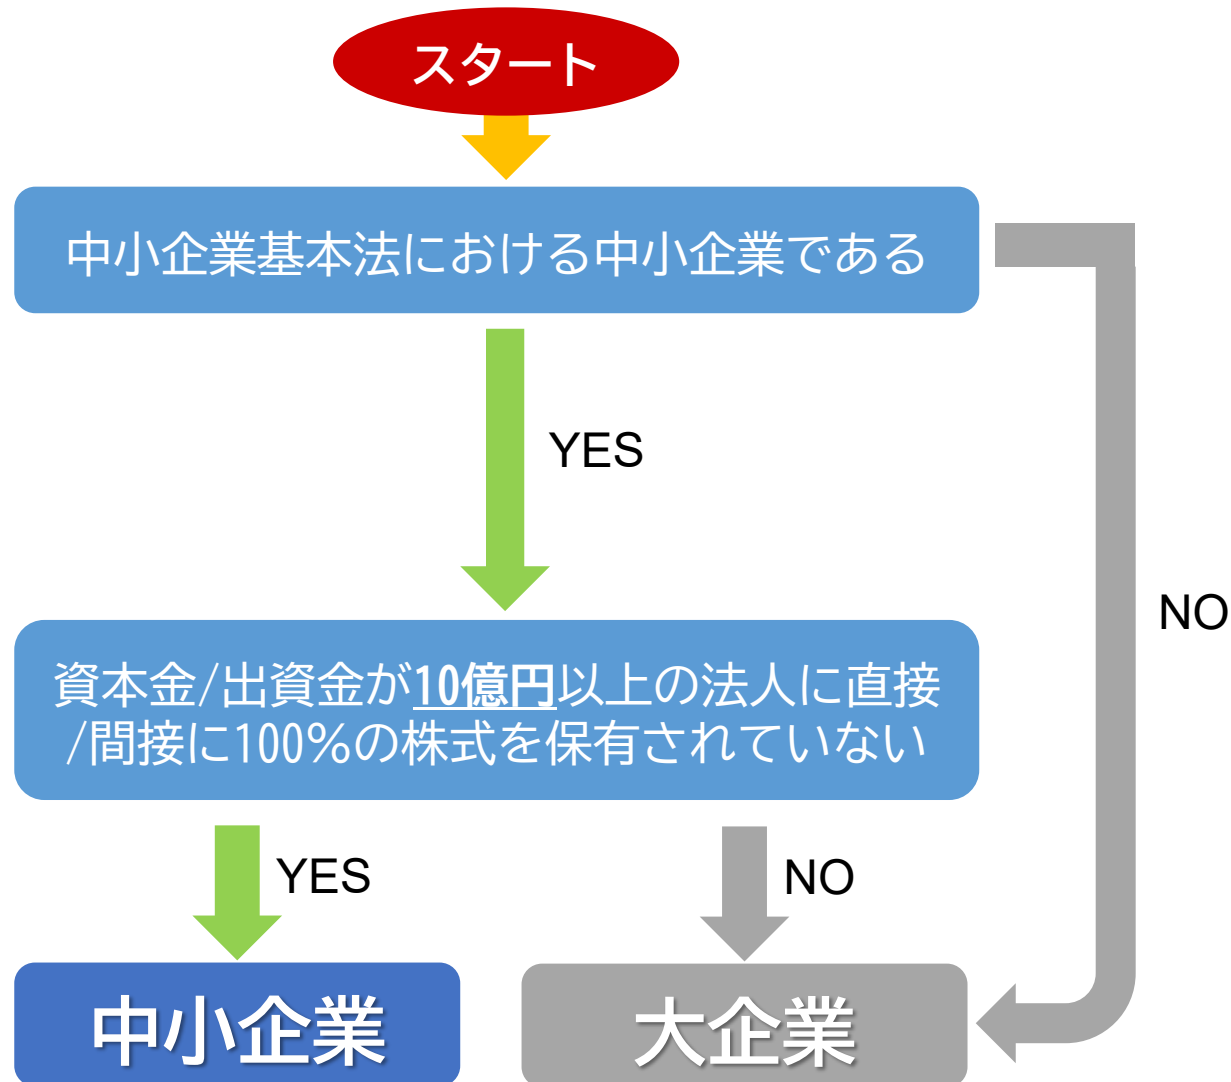 スタート
中小企業基本法における中小企業である
YES
NO
資本金/出資金が10億円以上の法人に直接
/間接に100％の株式を保有されていない
YES
NO
中小企業
大企業